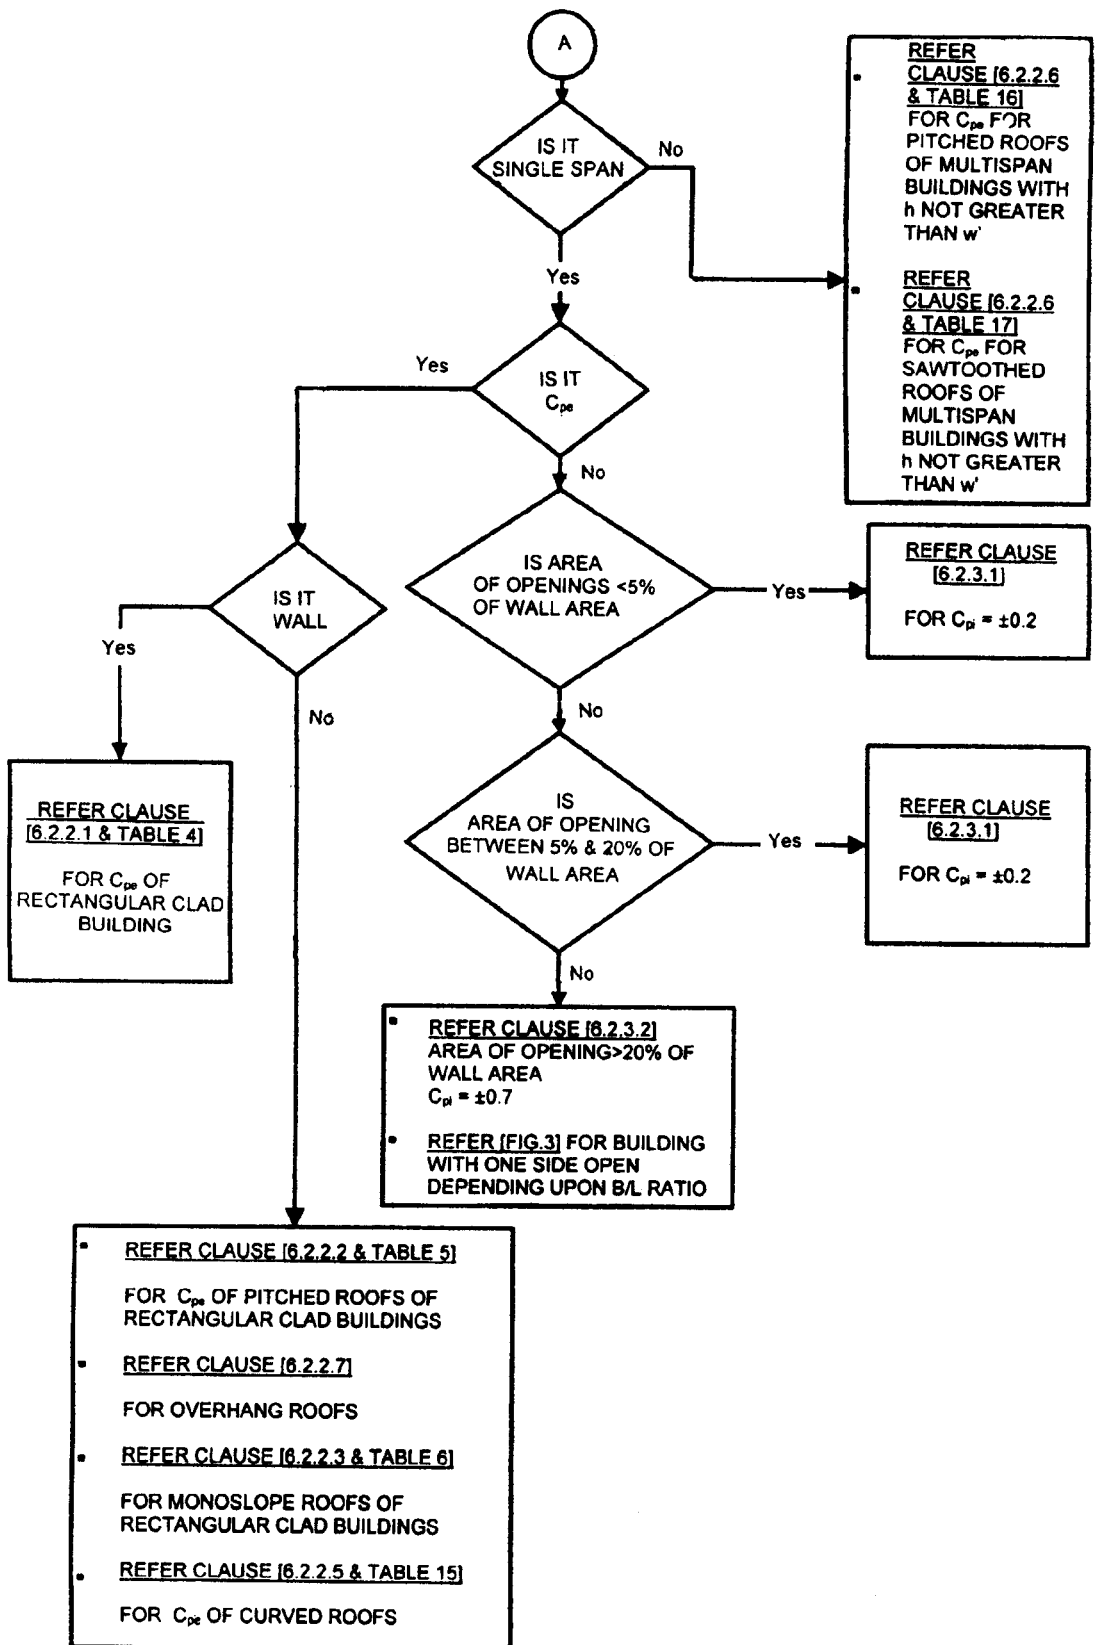 A
IS IT
SINGLE SPAN
No
Yes
REFER
CLAUSE [6.2.2.6
& TABLE 16]
FOR Cpe FOR
PITCHED ROOFS
OF MULTISPAN
BUILDINGS WITH
h NOT GREATER
THAN w'
REFER
CLAUSE [6.2.2.6
& TABLE 17]
FOR Cpe FOR
SAWTOOTHED
ROOFS OF
MULTISPAN
BUILDINGS WITH
h NOT GREATER
THAN w'
IS IT
Cpe
Yes
No
IS IT
WALL
Yes
No
IS AREA
OF OPENINGS <5%
OF WALL AREA
Yes
REFER CLAUSE
[6.2.3.1]
FOR Cpi = ±0.2
No
IS
AREA OF OPENING
BETWEEN 5% & 20% OF
WALL AREA
Yes
REFER CLAUSE
[6.2.3.1]
FOR Cpi = ±0.2
No
REFER CLAUSE
[6.2.2.1 & TABLE 4]
FOR Cpe OF
RECTANGULAR CLAD
BUILDING
REFER CLAUSE [6.2.3.2]
AREA OF OPENING>20% OF
WALL AREA
Cpi = ±0.7
REFER [FIG.3] FOR BUILDING
WITH ONE SIDE OPEN
DEPENDING UPON B/L RATIO
REFER CLAUSE [6.2.2.2 & TABLE 5]
FOR Cpe OF PITCHED ROOFS OF
RECTANGULAR CLAD BUILDINGS
REFER CLAUSE [6.2.2.7]
FOR OVERHANG ROOFS
REFER CLAUSE [6.2.2.3 & TABLE 6]
FOR MONOSLOPE ROOFS OF
RECTANGULAR CLAD BUILDINGS
REFER CLAUSE [6.2.2.5 & TABLE 15]
FOR Cpe OF CURVED ROOFS